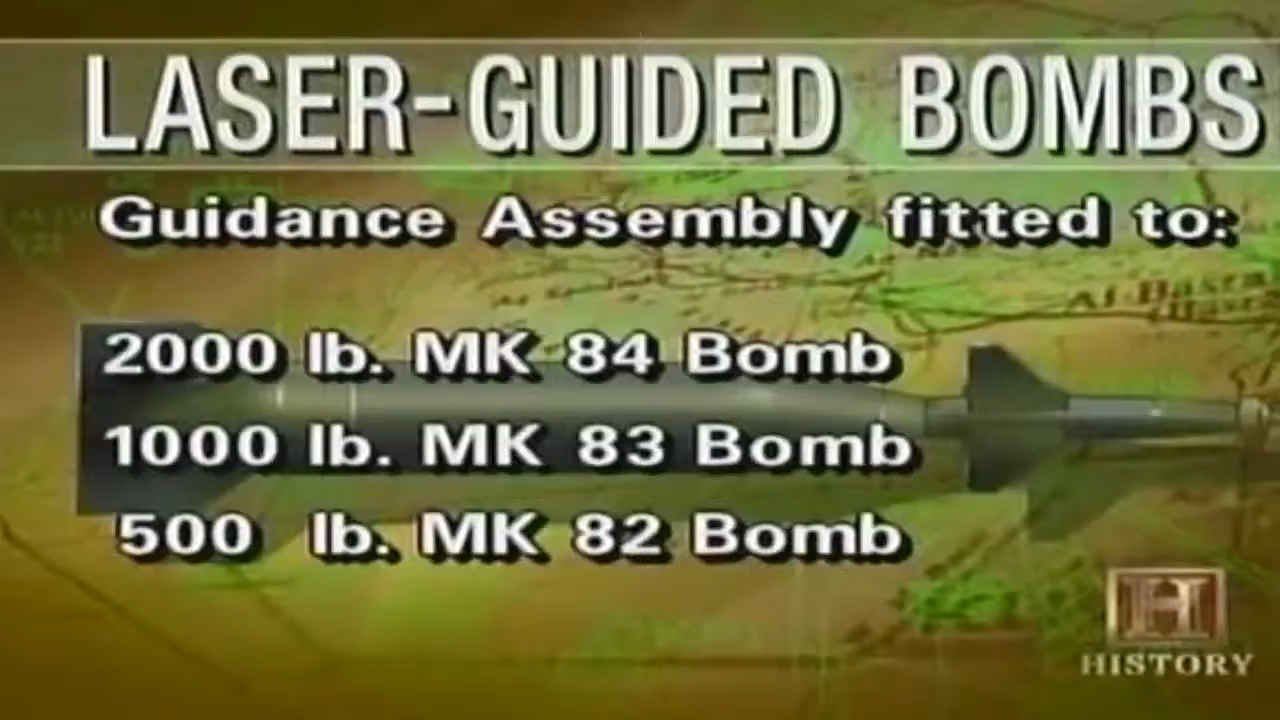 LASER-GUIDED BOMBS
Guidance Assembly fitted to:
2000 lb. MK 84 Bomb
1000 lb. MK 83 Bomb
500 lb. MK 82 Bomb
H
HISTORY